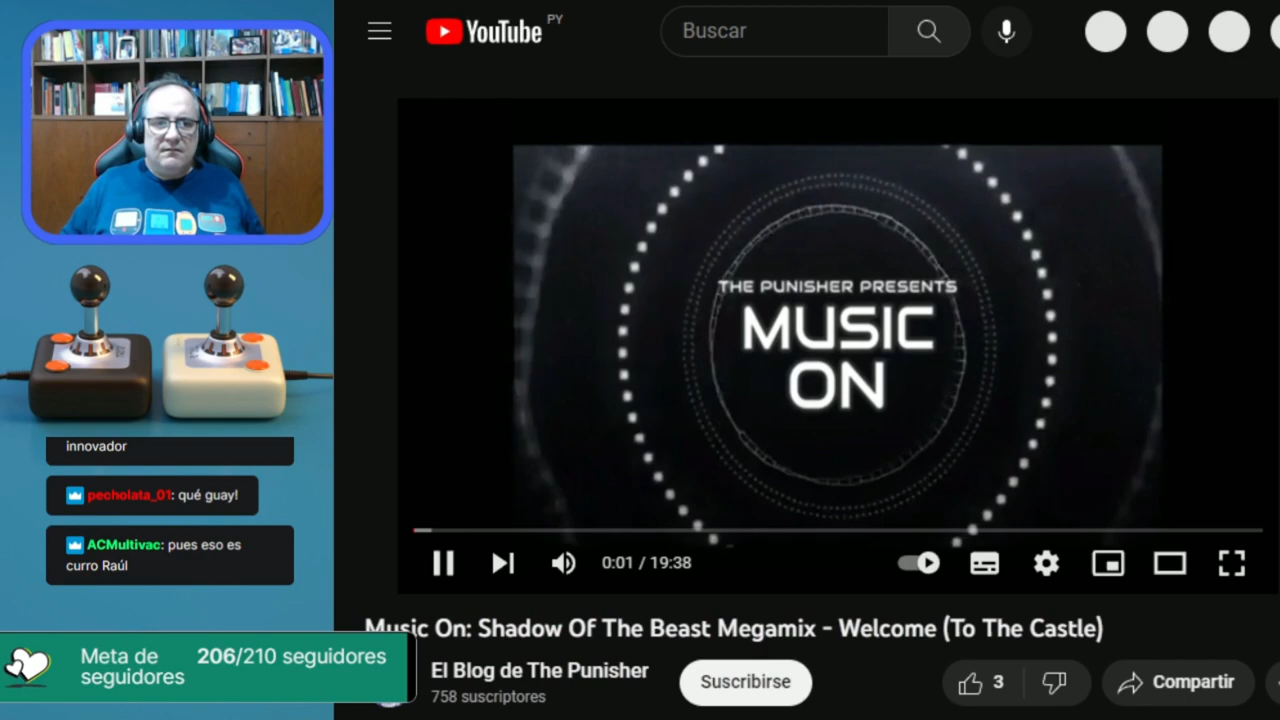 YouTube PY
Buscar
THE PUNISHER PRESENTS
MUSIC
ON
innovador
pecholata_01: qué guay!
ACMultivac: pues eso es
curro Raúl
0:01 / 19:38
Music On: Shadow Of The Beast Megamix - Welcome (To The Castle)
Meta de
seguidores
206/210 seguidores
El Blog de The Punisher
758 suscriptores
Suscribirse
3
Compartir